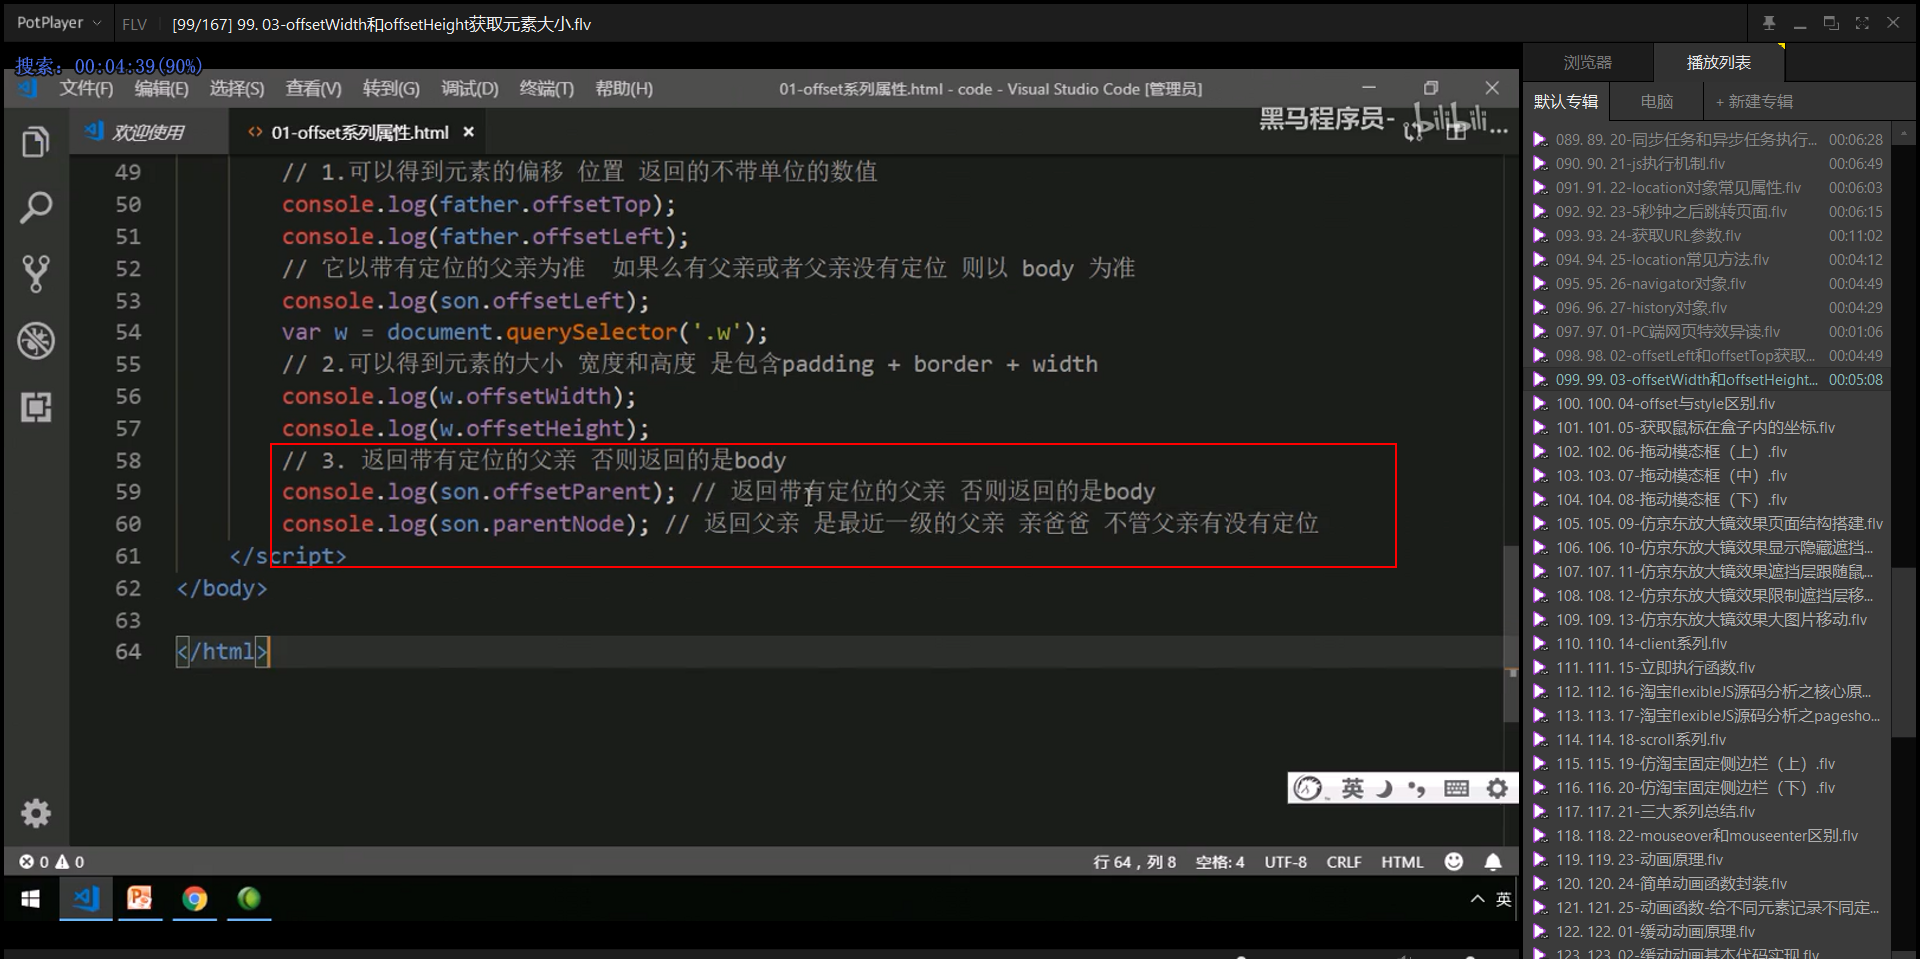 PotPlayer
FLV
[99/167] 99. 03-offsetWidth和offsetHeight获取元素大小.flv
搜索: 00:04:39(90%)
文件(F) 编辑(E) 选择(S) 查看(V) 转到(G) 调试(D) 终端(T) 帮助(H)
01-offset系列属性.html - code - Visual Studio Code [管理员]
欢迎使用
01-offset系列属性.html
黑马程序员- bilibili
49 // 1.可以得到元素的偏移 位置 返回的不带单位的数值
50 console.log(father.offsetTop);
51 console.log(father.offsetLeft);
52 // 它以带有定位的父亲为准  如果么有父亲或者父亲没有定位 则以 body 为准
53 console.log(son.offsetLeft);
54 var w = document.querySelector('.w');
55 // 2.可以得到元素的大小 宽度和高度 是包含padding + border + width
56 console.log(w.offsetWidth);
57 console.log(w.offsetHeight);
58 // 3. 返回带有定位的父亲 否则返回的是body
59 console.log(son.offsetParent); // 返回带有定位的父亲 否则返回的是body
60 console.log(son.parentNode); // 返回父亲 是最近一级的父亲 亲爸爸 不管父亲有没有定位
61 </script>
62 </body>
63
64 </html>
英
0 0
行 64，列 8 空格: 4 UTF-8 CRLF HTML
英
浏览器 播放列表
默认专辑 电脑 + 新建专辑
089. 89. 20-同步任务和异步任务执行... 00:06:28
090. 90. 21-js执行机制.flv 00:06:49
091. 91. 22-location对象常见属性.flv 00:06:03
092. 92. 23-5秒钟之后跳转页面.flv 00:06:15
093. 93. 24-获取URL参数.flv 00:11:02
094. 94. 25-location常见方法.flv 00:04:12
095. 95. 26-navigator对象.flv 00:04:49
096. 96. 27-history对象.flv 00:04:29
097. 97. 01-PC端网页特效导读.flv 00:01:06
098. 98. 02-offsetLeft和offsetTop获取... 00:04:49
099. 99. 03-offsetWidth和offsetHeight... 00:05:08
100. 100. 04-offset与style区别.flv
101. 101. 05-获取鼠标在盒子内的坐标.flv
102. 102. 06-拖动模态框（上）.flv
103. 103. 07-拖动模态框（中）.flv
104. 104. 08-拖动模态框（下）.flv
105. 105. 09-仿京东放大镜效果页面结构搭建.flv
106. 106. 10-仿京东放大镜效果显示隐藏遮挡...
107. 107. 11-仿京东放大镜效果遮挡层跟随鼠...
108. 108. 12-仿京东放大镜效果限制遮挡层移...
109. 109. 13-仿京东放大镜效果大图片移动.flv
110. 110. 14-client系列.flv
111. 111. 15-立即执行函数.flv
112. 112. 16-淘宝flexibleJS源码分析之核心原...
113. 113. 17-淘宝flexibleJS源码分析之pagesho...
114. 114. 18-scroll系列.flv
115. 115. 19-仿淘宝固定侧边栏（上）.flv
116. 116. 20-仿淘宝固定侧边栏（下）.flv
117. 117. 21-三大系列总结.flv
118. 118. 22-mouseover和mouseenter区别.flv
119. 119. 23-动画原理.flv
120. 120. 24-简单动画函数封装.flv
121. 121. 25-动画函数-给不同元素记录不同定...
122. 122. 01-缓动动画原理.flv
123. 123. 02-缓动动画基本代码实现.flv